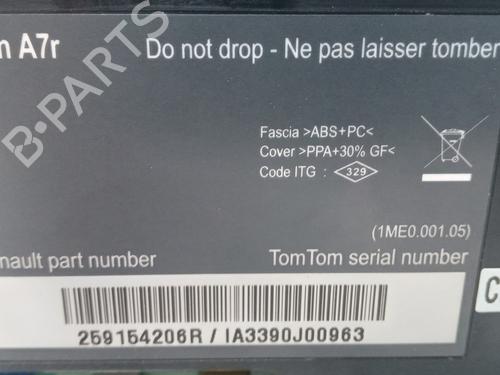 n A7r
Do not drop - Ne pas laisser tomber
B-PARTS
Fascia >ABS+PC<
Cover >PPA+30% GF<
Code ITG : 329
(1ME0.001.05)
nault part number
TomTom serial number
C
259154206R / IA3390J00963